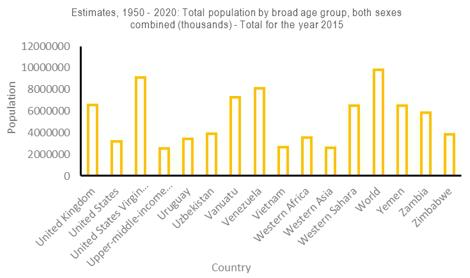 Estimates, 1950 - 2020: Total population by broad age group, both sexes
combined (thousands) - Total for the year 2015
12000000
10000000
8000000
6000000
4000000
2000000
0
Population
United Kingdom
United States
United States Virgin...
Upper-middle-income...
Uruguay
Uzbekistan
Vanuatu
Venezuela
Vietnam
Western Africa
Western Asia
Western Sahara
World
Yemen
Zambia
Zimbabwe
Country